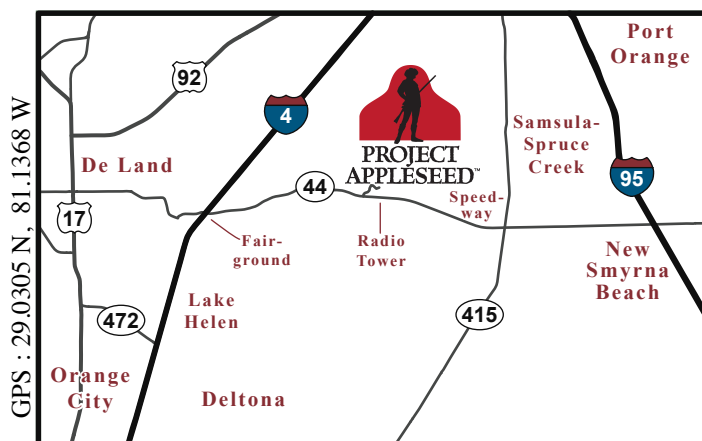 GPS : 29.0305 N, 81.1368 W
Port
Orange
92
4
PROJECT
APPLESEED™
Samsula-
Spruce
Creek
95
De Land
44
Speed-
way
17
Fair-
ground
Radio
Tower
New
Smyrna
Beach
Lake
Helen
472
415
Orange
City
Deltona